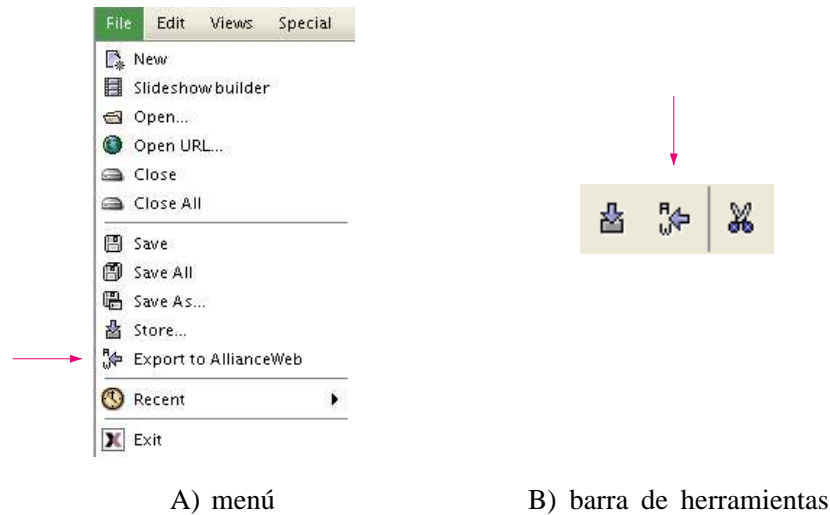 File Edit Views Special
New
Slideshow builder
Open...
Open URL...
Close
Close All
Save
Save All
Save As...
Store...
Export to AllianceWeb
Recent
Exit
A
W
A) menú
B) barra de herramientas